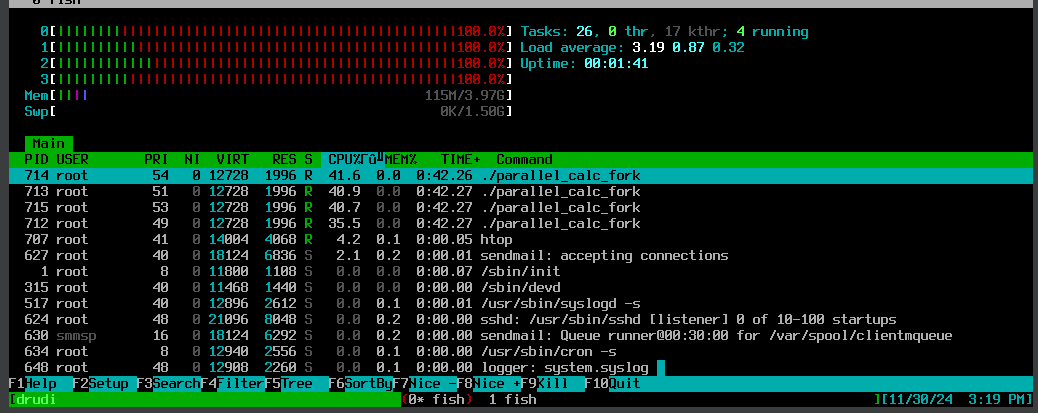 0 fish
0[||||||||||||||||||||||||||||||||||||||||||||||||||100.0%] Tasks: 26, 0 thr, 17 kthr; 4 running
1[||||||||||||||||||||||||||||||||||||||||||||||||||100.0%] Load average: 3.19 0.87 0.32
2[||||||||||||||||||||||||||||||||||||||||||||||||||100.0%] Uptime: 00:01:41
3[||||||||||||||||||||||||||||||||||||||||||||||||||100.0%]
Mem[|||| 115M/3.97G]
Swp[ 0K/1.50G]
Main
PID USER PRI NI VIRT RES S CPU%Γû╜MEM% TIME+ Command
714 root 54 0 12728 1996 R 41.6 0.0 0:42.26 ./parallel_calc_fork
713 root 51 0 12728 1996 R 40.9 0.0 0:42.27 ./parallel_calc_fork
715 root 53 0 12728 1996 R 40.7 0.0 0:42.27 ./parallel_calc_fork
712 root 49 0 12728 1996 R 35.5 0.0 0:42.27 ./parallel_calc_fork
707 root 41 0 14004 4068 R 4.2 0.1 0:00.05 htop
627 root 40 0 18124 6836 S 2.1 0.2 0:00.01 sendmail: accepting connections
1 root 8 0 11800 1108 S 0.0 0.0 0:00.07 /sbin/init
315 root 40 0 11468 1440 S 0.0 0.0 0:00.00 /sbin/devd
517 root 40 0 12896 2612 S 0.0 0.1 0:00.01 /usr/sbin/syslogd -s
624 root 48 0 21096 8048 S 0.0 0.2 0:00.00 sshd: /usr/sbin/sshd [listener] 0 of 10-100 startups
630 smmsp 16 0 18124 6292 S 0.0 0.2 0:00.00 sendmail: Queue runner@00:30:00 for /var/spool/clientmqueue
634 root 8 0 12940 2556 S 0.0 0.1 0:00.00 /usr/sbin/cron -s
648 root 48 0 12908 2260 S 0.0 0.1 0:00.00 logger: system.syslog
F1Help F2Setup F3SearchF4FilterF5Tree F6SortByF7Nice -F8Nice +F9Kill F10Quit
[drudi (0* fish) 1 fish ][11/30/24 3:19 PM]